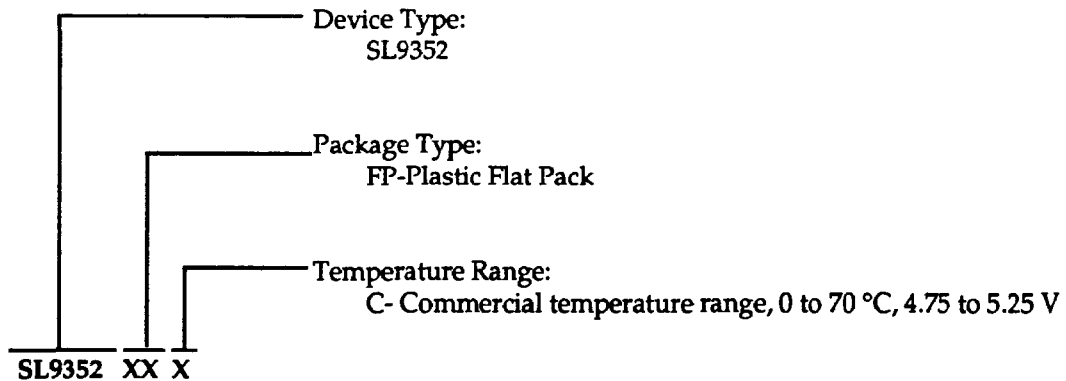 Device Type:
SL9352
Package Type:
FP-Plastic Flat Pack
Temperature Range:
C- Commercial temperature range, 0 to 70 °C, 4.75 to 5.25 V
SL9352 XX X